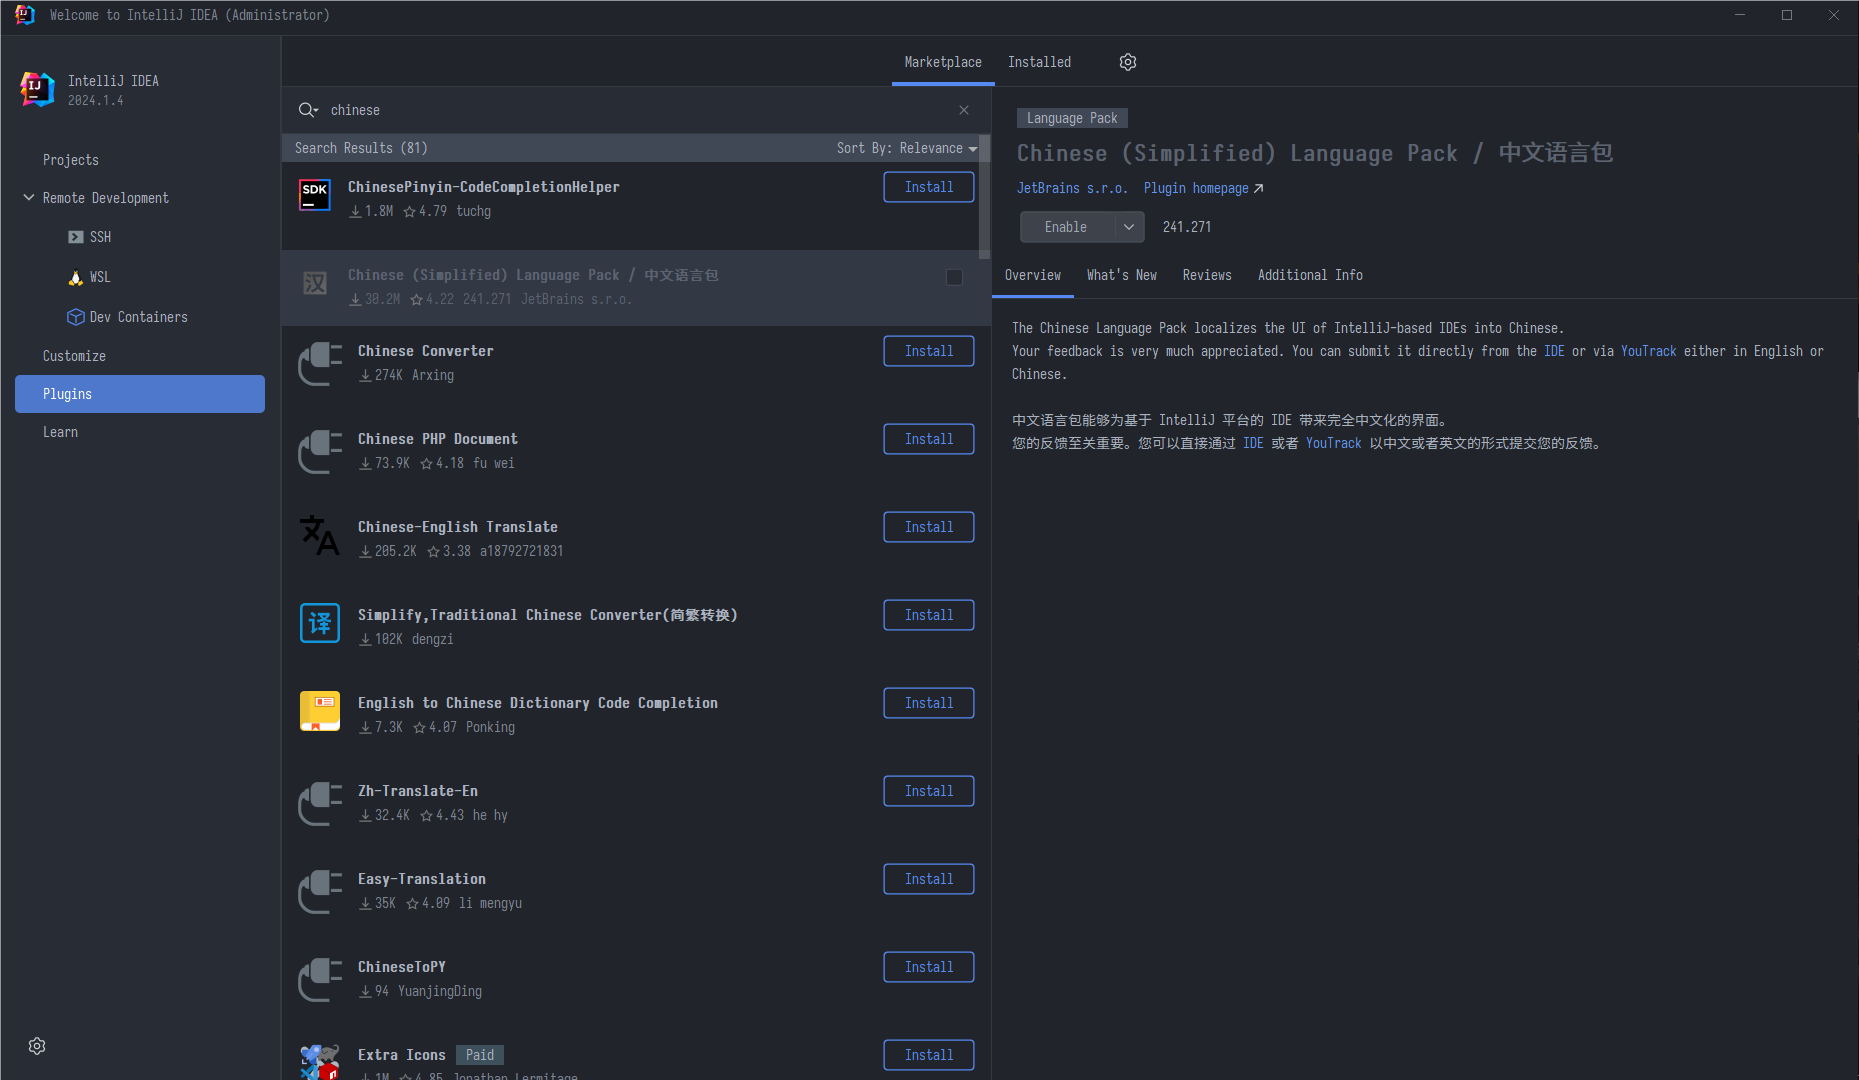 Welcome to IntelliJ IDEA (Administrator)
IntelliJ IDEA
2024.1.4
Projects
Remote Development
SSH
WSL
Dev Containers
Customize
Plugins
Learn
Marketplace
Installed
chinese
Search Results (81)
Sort By: Relevance
SDK
ChinesePinyin-CodeCompletionHelper
1.8M 4.79 tuchg
Install
汉
Chinese (Simplified) Language Pack / 中文语言包
30.2M 4.22 241.271 JetBrains s.r.o.
Chinese Converter
274K Arxing
Install
Chinese PHP Document
73.9K 4.18 fu wei
Install
Chinese-English Translate
205.2K 3.38 a18792721831
Install
译
Simplify,Traditional Chinese Converter(简繁转换)
102K dengzi
Install
English to Chinese Dictionary Code Completion
7.3K 4.07 Ponking
Install
Zh-Translate-En
32.4K 4.43 he hy
Install
Easy-Translation
35K 4.09 li mengyu
Install
ChineseToPY
94 YuanjingDing
Install
Extra Icons Paid
1M 4.85 Jonathan Lermitage
Install
Language Pack
Chinese (Simplified) Language Pack / 中文语言包
JetBrains s.r.o. Plugin homepage
Enable
241.271
Overview
What's New
Reviews
Additional Info
The Chinese Language Pack localizes the UI of IntelliJ-based IDEs into Chinese.
Your feedback is very much appreciated. You can submit it directly from the IDE or via YouTrack either in English or
Chinese.
中文语言包能够为基于 IntelliJ 平台的 IDE 带来完全中文化的界面。
您的反馈至关重要。您可以直接通过 IDE 或者 YouTrack 以中文或者英文的形式提交您的反馈。